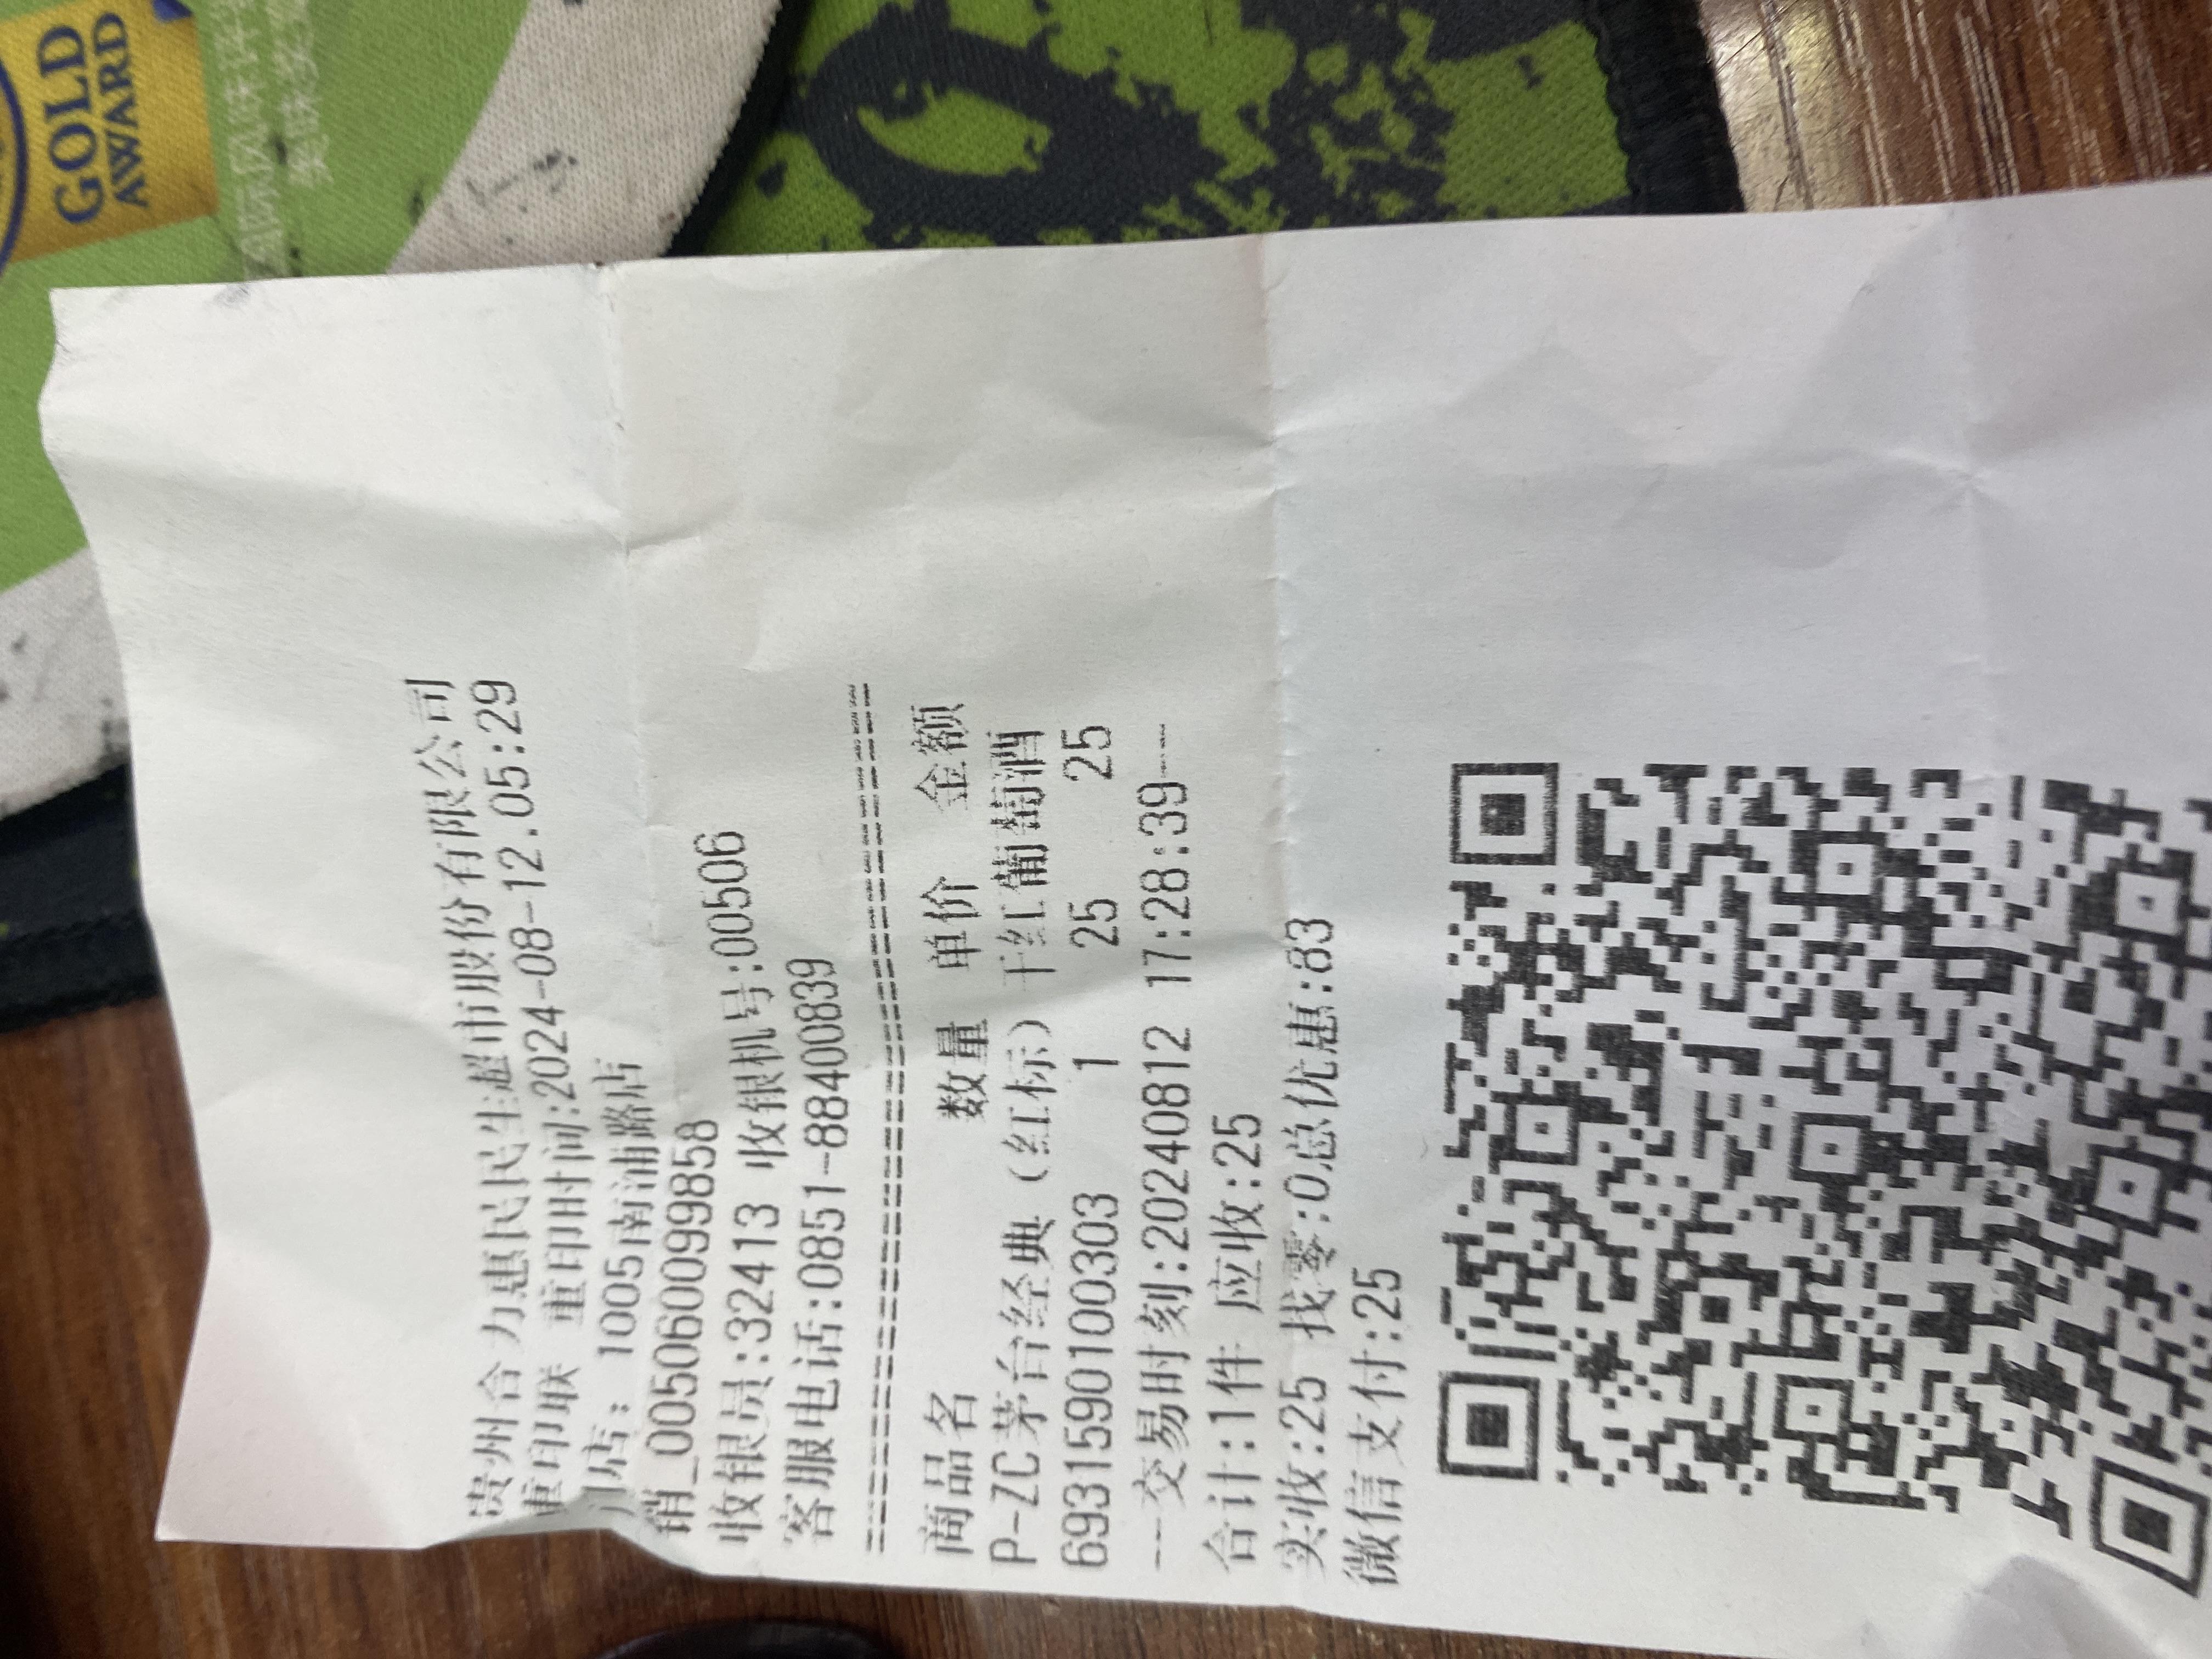 GOLD
AWARD
贵州合力惠民民生超市股份有限公司
重印联 重印时间:2024-08-12.05:29
门店: 1005南浦路店
销_0050600099858
收银员:32413 收银机号:00506
客服电话:0851-88400839
商品名 数量 单价 金额
P-ZC茅台经典（红标）干红葡萄酒
6931590100303 1 25 25
---交易时刻:20240812 17:28:39---
合计:1件 应收:25
实收:25 找零:0总优惠:83
微信支付:25